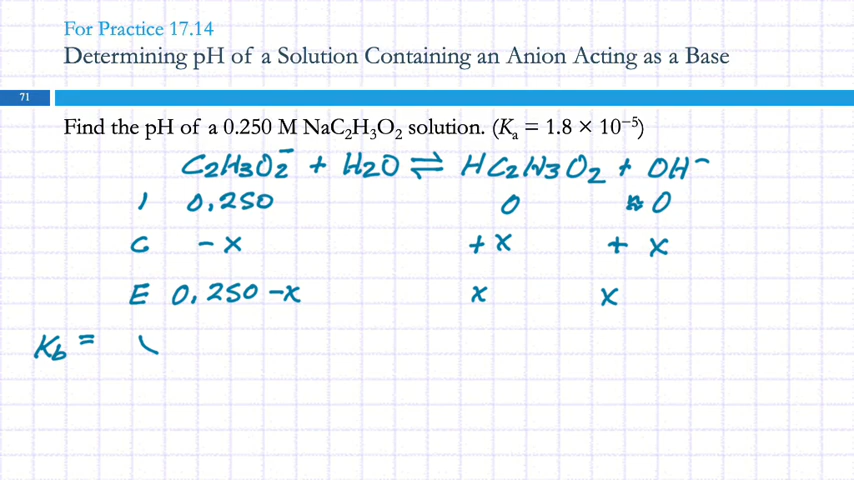 For Practice 17.14
Determining pH of a Solution Containing an Anion Acting as a Base
71
Find the pH of a 0.250 M NaC₂H₃O₂ solution. (Kₐ = 1.8 × 10⁻⁵)
C₂H₃O₂⁻ + H₂O ⇌ HC₂H₃O₂ + OH⁻
I 0.250 0 ≈ 0
C -x +x +x
E 0.250-x x x
Kb =